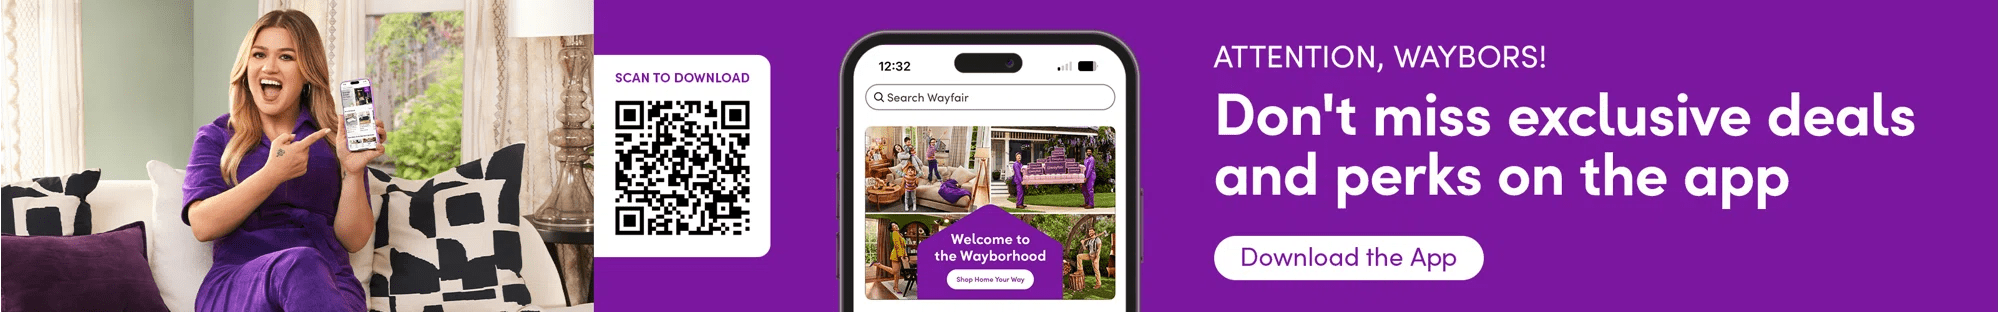 SCAN TO DOWNLOAD
12:32
Search Wayfair
Welcome to
the Wayborhood
Shop Home Your Way
ATTENTION, WAYBORS!
Don't miss exclusive deals
and perks on the app
Download the App